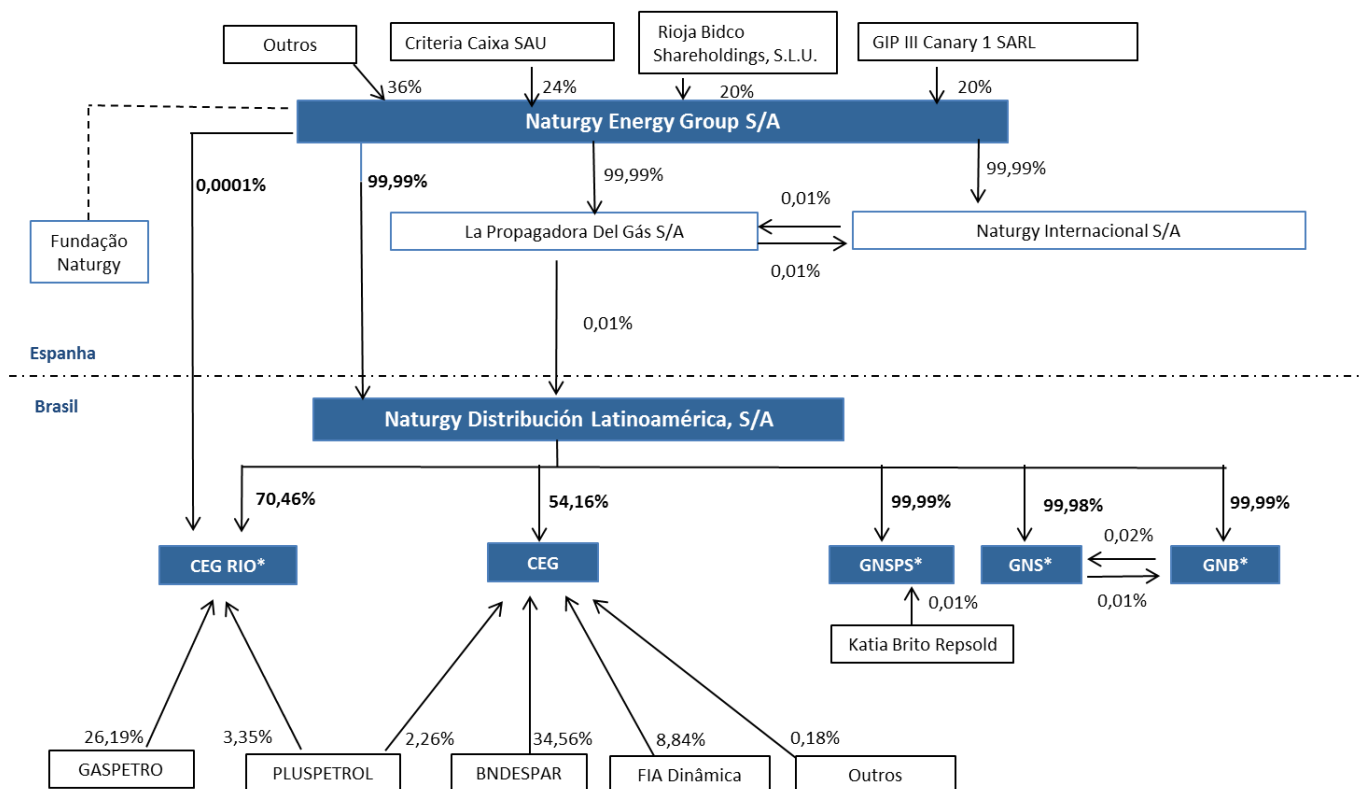 Outros
Criteria Caixa SAU
Rioja Bidco
Shareholdings, S.L.U.
GIP III Canary 1 SARL
36%
24%
20%
20%
Naturgy Energy Group S/A
0,0001%
99,99%
99,99%
99,99%
0,01%
Fundação
Naturgy
La Propagadora Del Gás S/A
Naturgy Internacional S/A
0,01%
0,01%
Espanha
Brasil
Naturgy Distribución Latinoamérica, S/A
70,46%
54,16%
99,99%
99,98%
99,99%
0,02%
CEG RIO*
CEG
GNSPS*
GNS*
GNB*
0,01%
0,01%
Katia Brito Repsold
26,19%
3,35%
2,26%
34,56%
8,84%
0,18%
GASPETRO
PLUSPETROL
BNDESPAR
FIA Dinâmica
Outros